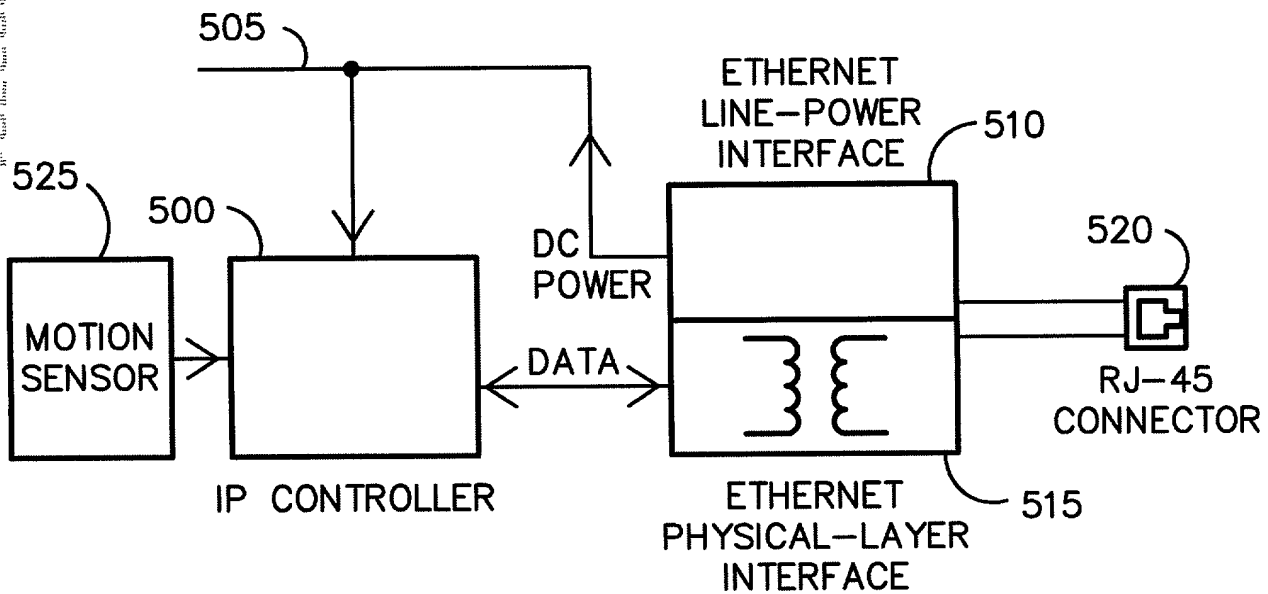 505
ETHERNET
LINE-POWER
INTERFACE
510
525
500
520
DC
POWER
MOTION
SENSOR
DATA
RJ-45
CONNECTOR
IP CONTROLLER
ETHERNET
PHYSICAL-LAYER
INTERFACE
515